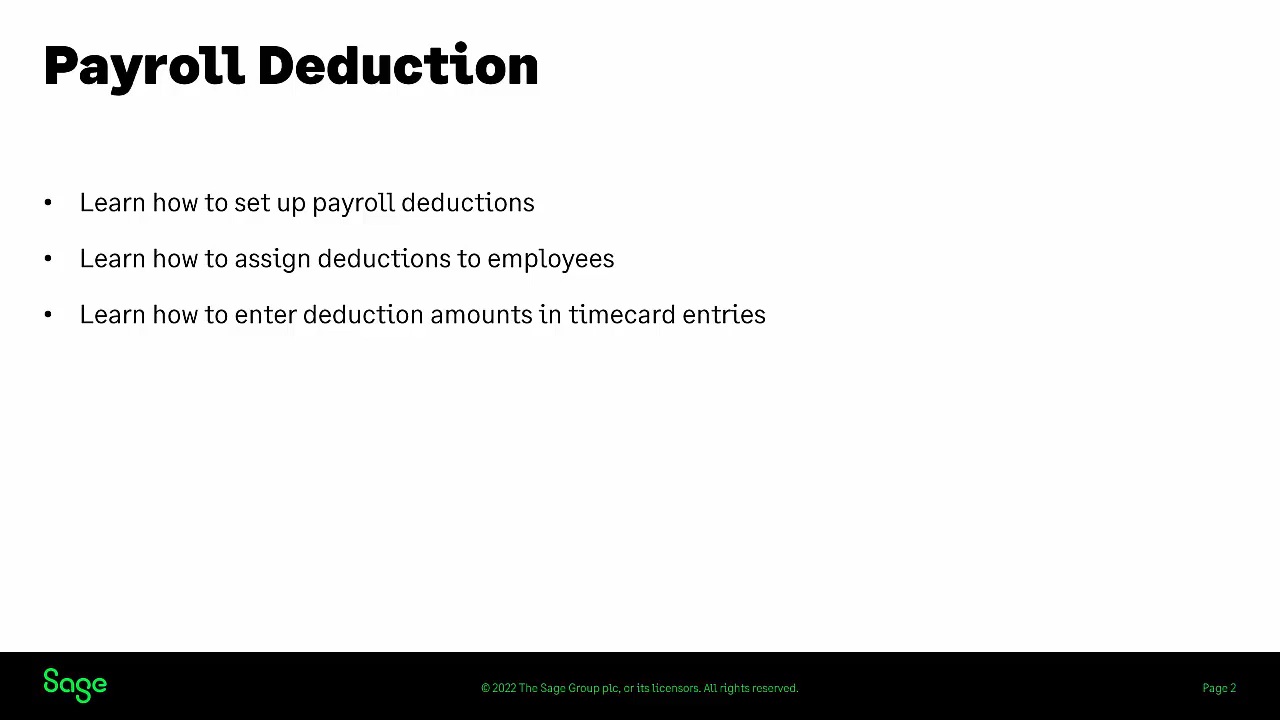 Payroll Deduction
• Learn how to set up payroll deductions
• Learn how to assign deductions to employees
• Learn how to enter deduction amounts in timecard entries
Sage
© 2022 The Sage Group plc, or its licensors. All rights reserved.
Page 2